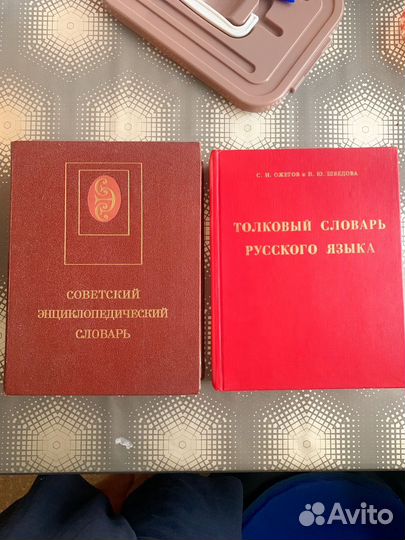 СОВЕТСКИЙ
ЭНЦИКЛОПЕДИЧЕСКИЙ
СЛОВАРЬ
С. И. ОЖЕГОВ и Н. Ю. ШВЕДОВА
ТОЛКОВЫЙ СЛОВАРЬ
РУССКОГО ЯЗЫКА
Avito